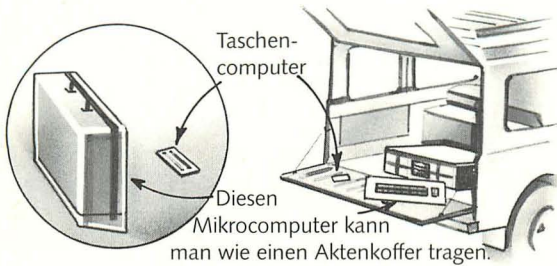 Taschen-
computer
Diesen
Mikrocomputer kann
man wie einen Aktenkoffer tragen.